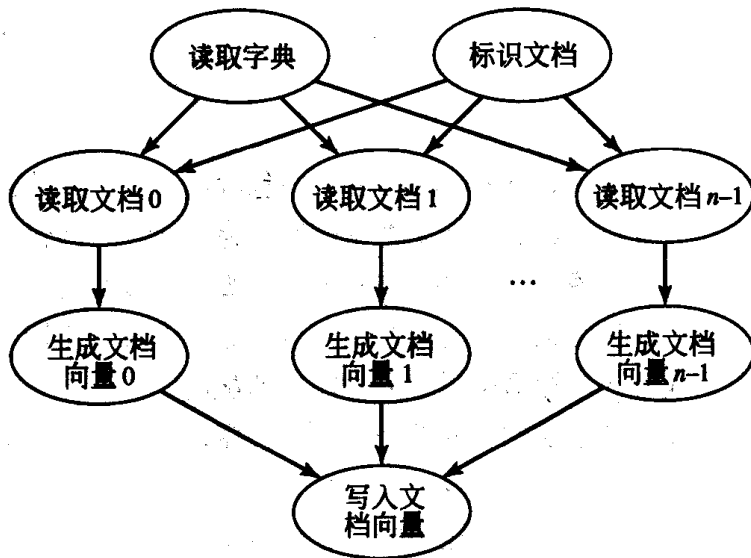 读取字典
标识文档
读取文档 0
读取文档 1
读取文档 n–1
…
生成文档
向量 0
生成文档
向量 1
生成文档
向量 n–1
写入文
档向量